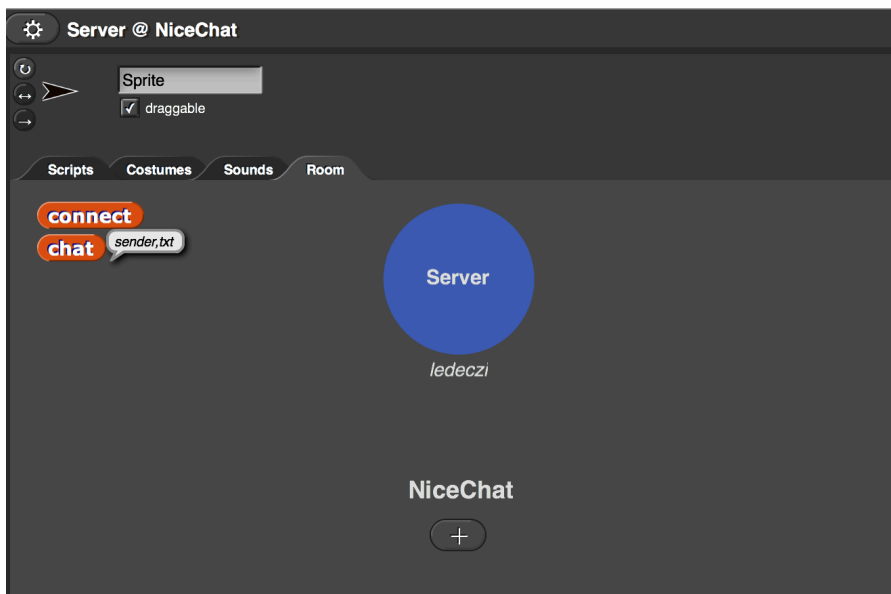 Server @ NiceChat
Sprite
draggable
Scripts Costumes Sounds Room
connect
chat sender,txt
Server
ledeczi
NiceChat